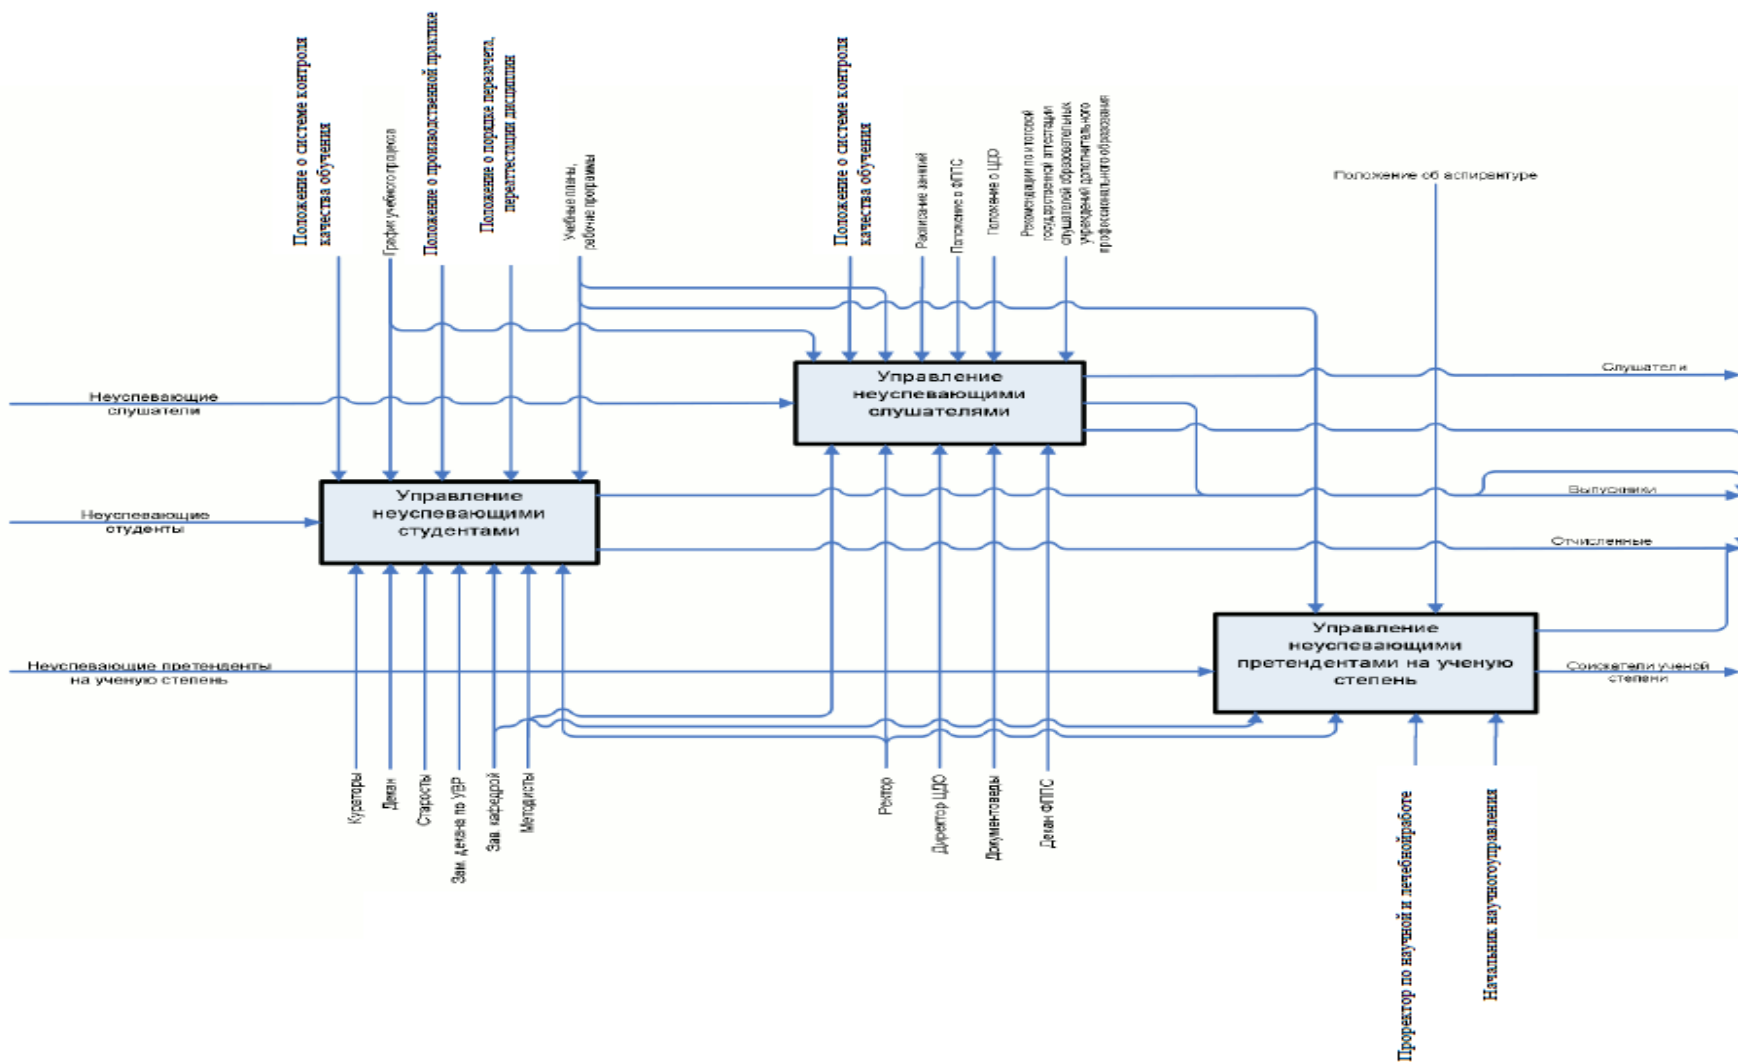 Положение о системе контроля
качества обучения
График учебного процесса
Положение о производственной практике
Положение о порядке перезачета,
переаттестации дисциплин
Учебные планы,
рабочие программы
Положение о системе контроля
качества обучения
Расписание занятий
Положение о ФППС
Положение о ЦДО
Рекомендации по итоговой
государственной аттестации
слушателей образовательных
учреждений дополнительного
профессионального образования
Положение об аспирантуре
Неуспевающие
слушатели
Управление
неуспевающими
слушателями
Слушатели
Неуспевающие
студенты
Управление
неуспевающими
студентами
Выпускники
Отчисленные
Неуспевающие претенденты
на ученую степень
Управление
неуспевающими
претендентами на ученую
степень
Соискатели ученой
степени
Кураторы
Декан
Старосты
Зам. декана по УВР
Зав. кафедрой
Методисты
Ректор
Директор ЦДО
Документоведы
Декан ФППС
Проректор по научной и лечебнойработе
Начальник научногоуправления